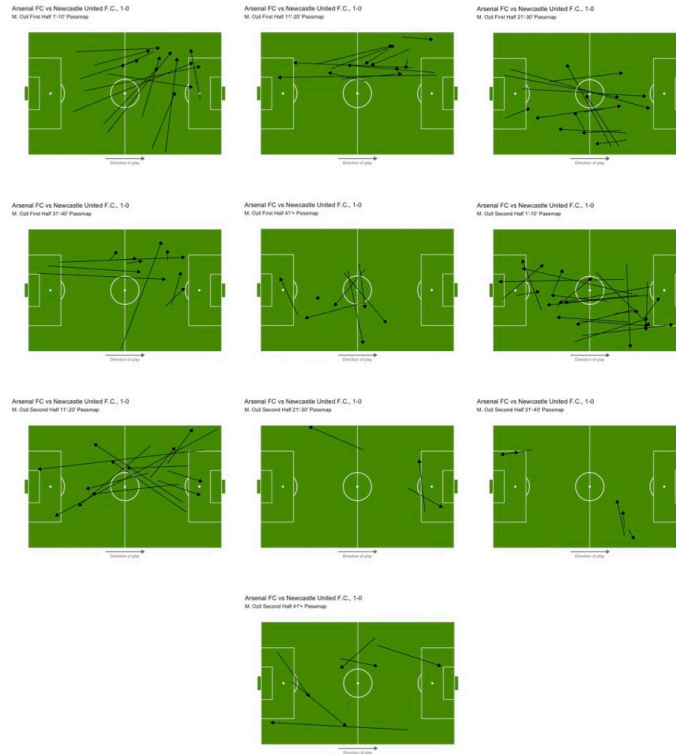 Arsenal FC vs Newcastle United F.C., 1-0
M. Ozil First Half 1'-10' Passmap
Direction of play
Arsenal FC vs Newcastle United F.C., 1-0
M. Ozil First Half 11'-20' Passmap
Direction of play
Arsenal FC vs Newcastle United F.C., 1-0
M. Ozil First Half 21'-30' Passmap
Direction of play
Arsenal FC vs Newcastle United F.C., 1-0
M. Ozil First Half 31'-40' Passmap
Direction of play
Arsenal FC vs Newcastle United F.C., 1-0
M. Ozil First Half 41'+ Passmap
Direction of play
Arsenal FC vs Newcastle United F.C., 1-0
M. Ozil Second Half 1'-10' Passmap
Direction of play
Arsenal FC vs Newcastle United F.C., 1-0
M. Ozil Second Half 11'-20' Passmap
Direction of play
Arsenal FC vs Newcastle United F.C., 1-0
M. Ozil Second Half 21'-30' Passmap
Direction of play
Arsenal FC vs Newcastle United F.C., 1-0
M. Ozil Second Half 31'-40' Passmap
Direction of play
Arsenal FC vs Newcastle United F.C., 1-0
M. Ozil Second Half 41'+ Passmap
Direction of play